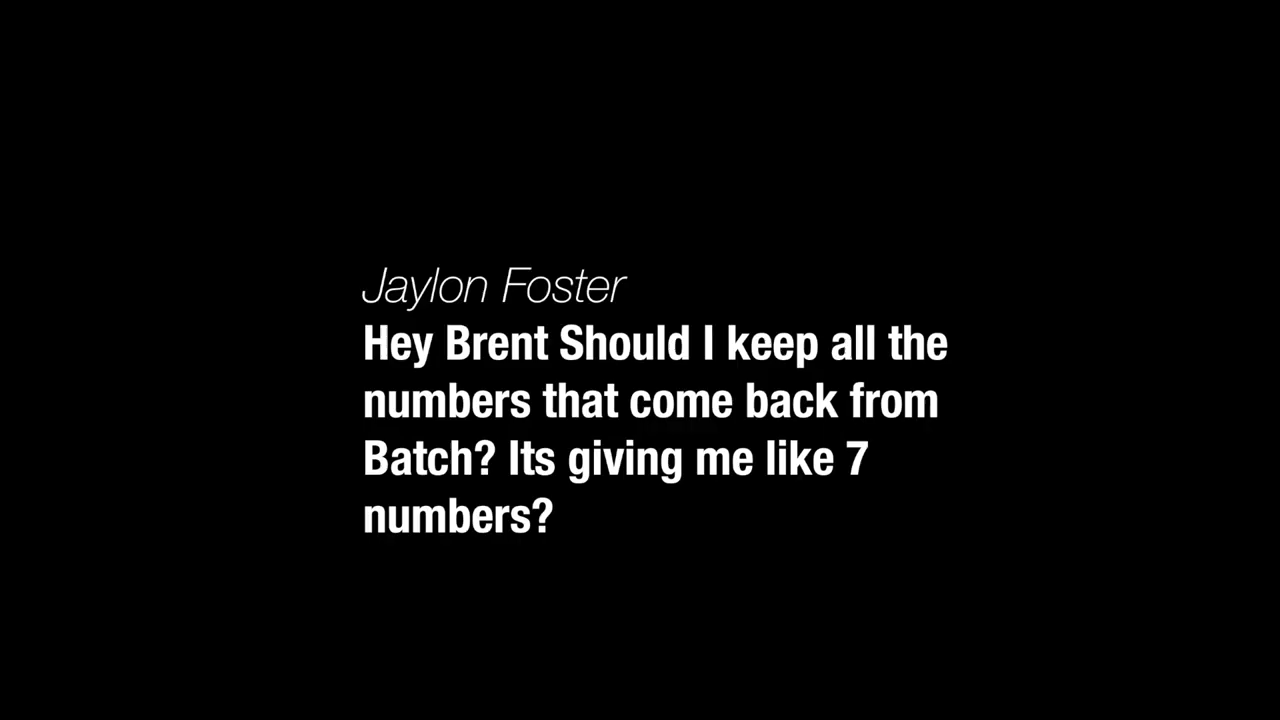 Jaylon Foster
Hey Brent Should I keep all the
numbers that come back from
Batch? Its giving me like 7
numbers?